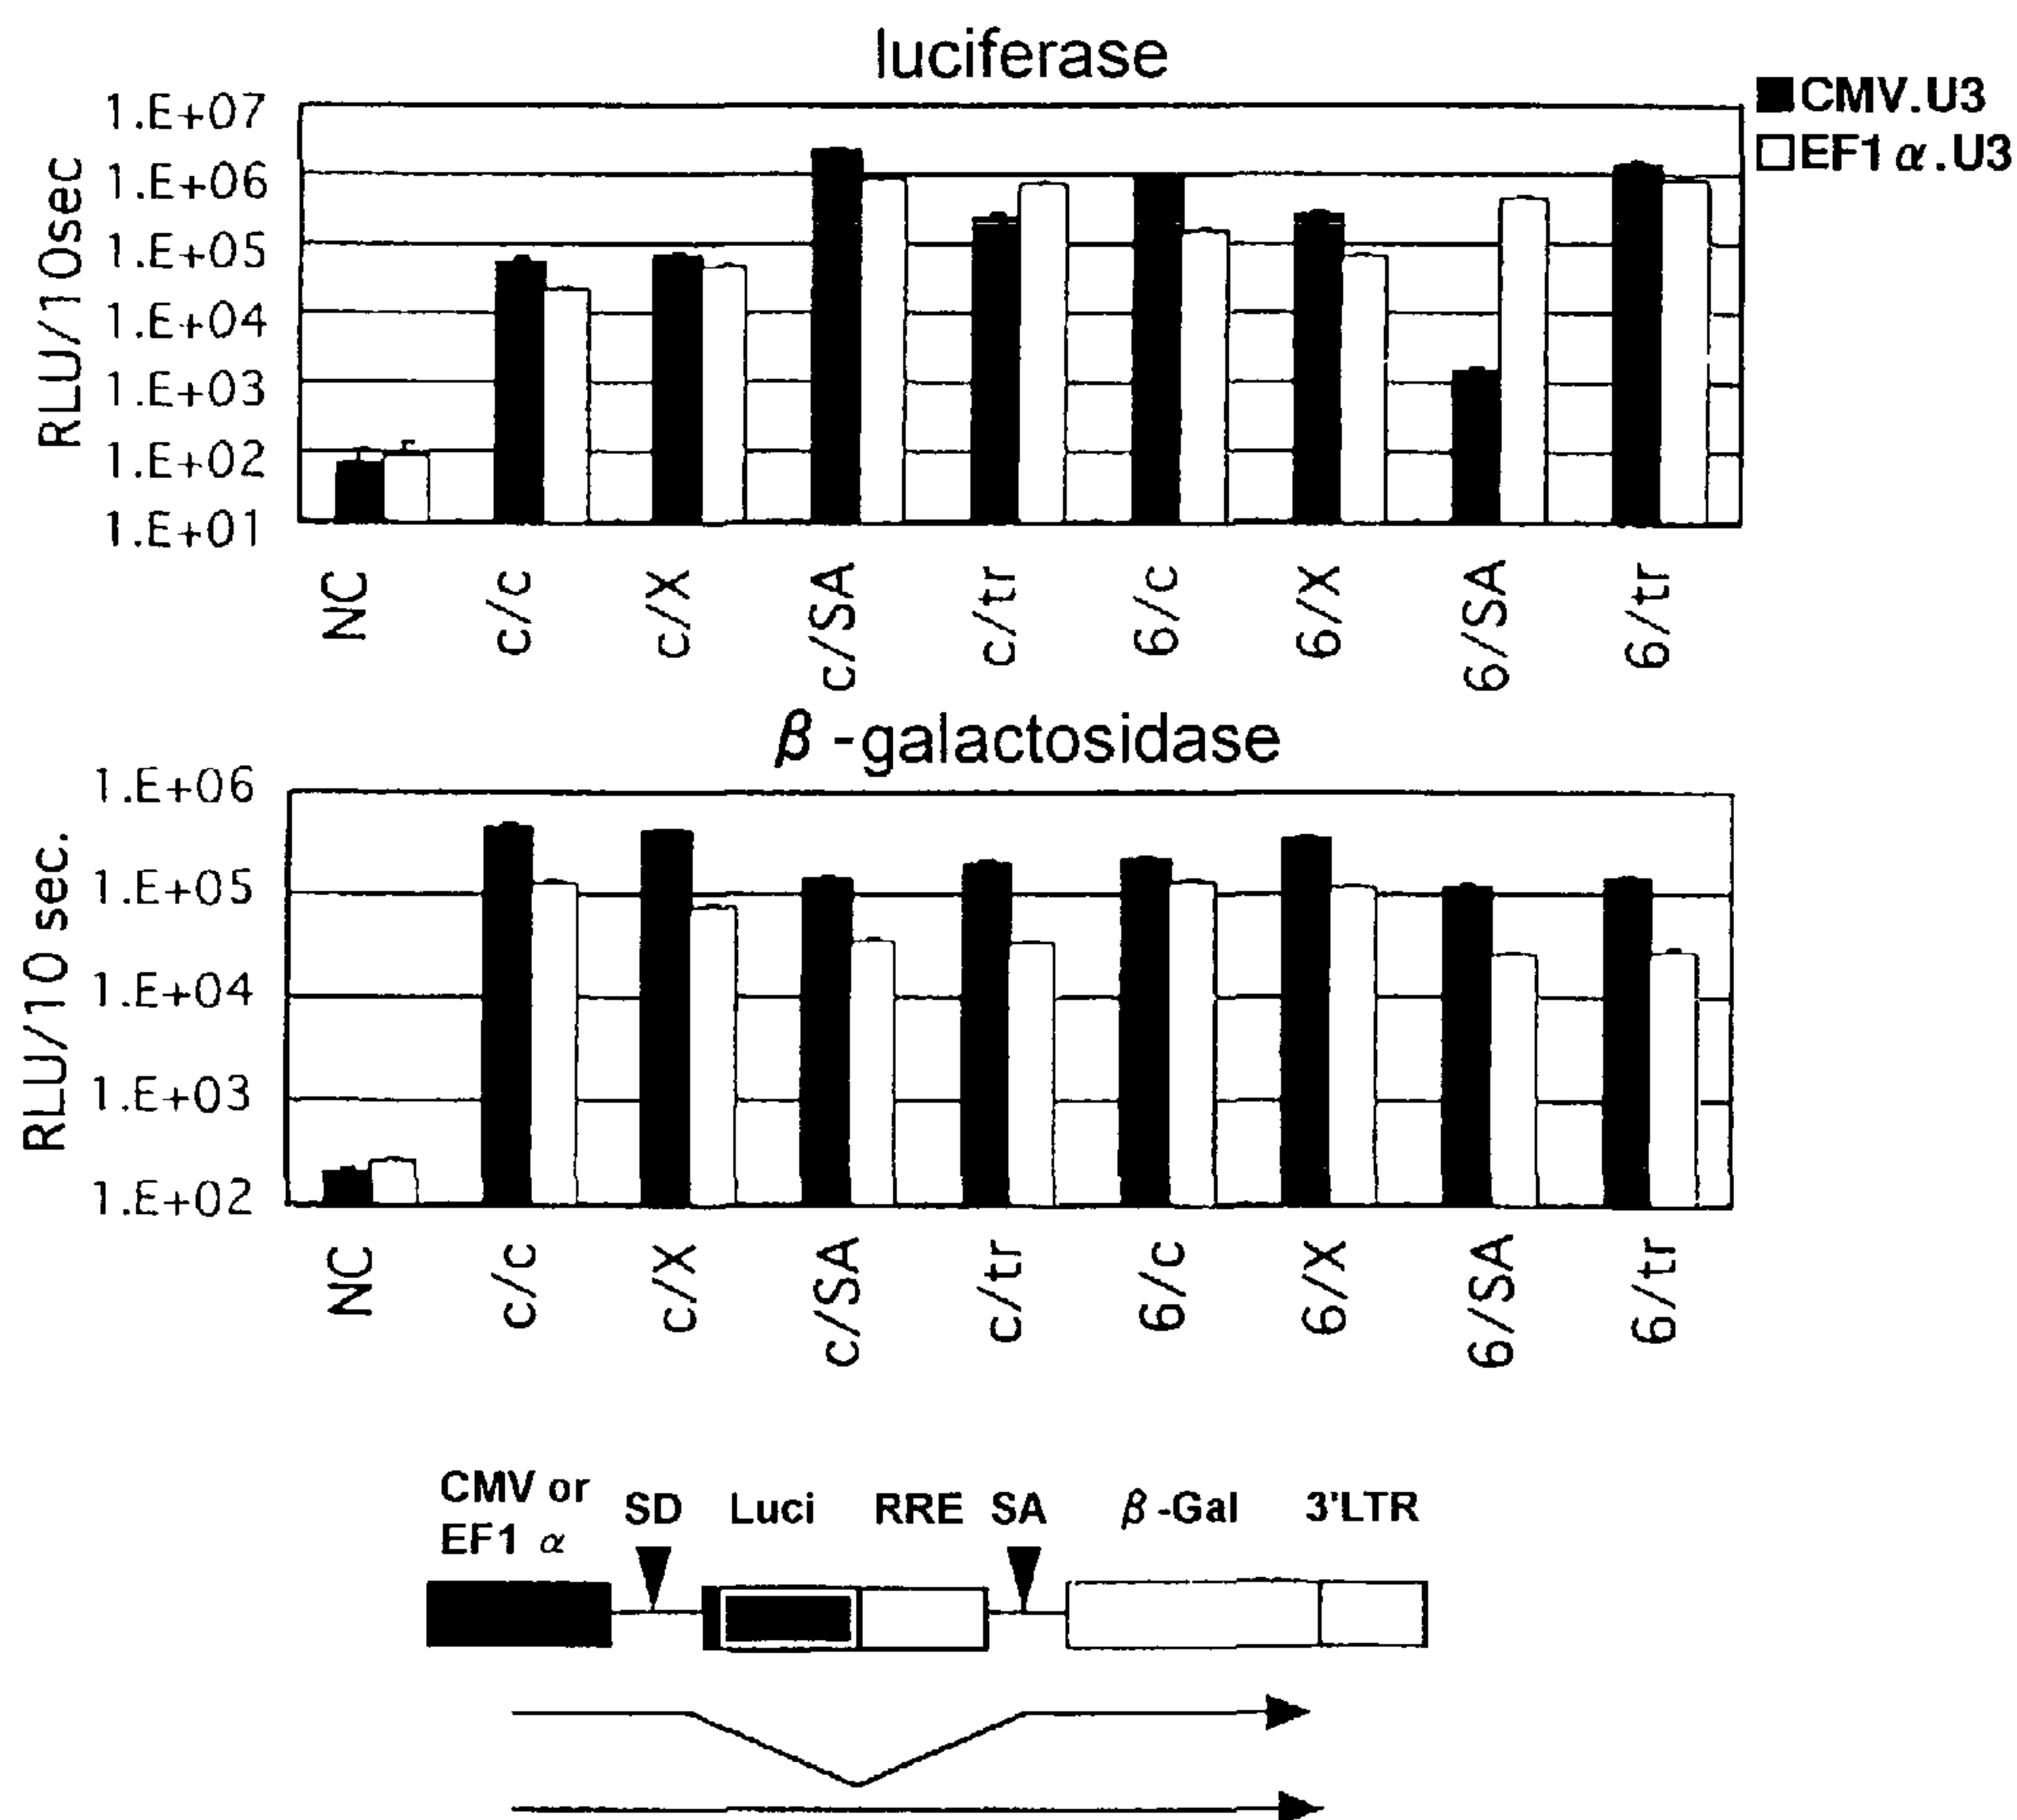 luciferase
CMV.U3
EF1α.U3
RLU/10sec
1.E+07
1.E+06
1.E+05
1.E+04
1.E+03
1.E+02
1.E+01
NC
c/c
c/X
c/SA
c/tr
6/c
6/X
6/SA
6/tr
β-galactosidase
RLU/10 sec.
1.E+06
1.E+05
1.E+04
1.E+03
1.E+02
NC
c/c
c/X
c/SA
c/tr
6/c
6/X
6/SA
6/tr
CMV or
EF1 α
SD
Luci
RRE
SA
β-Gal
3'LTR